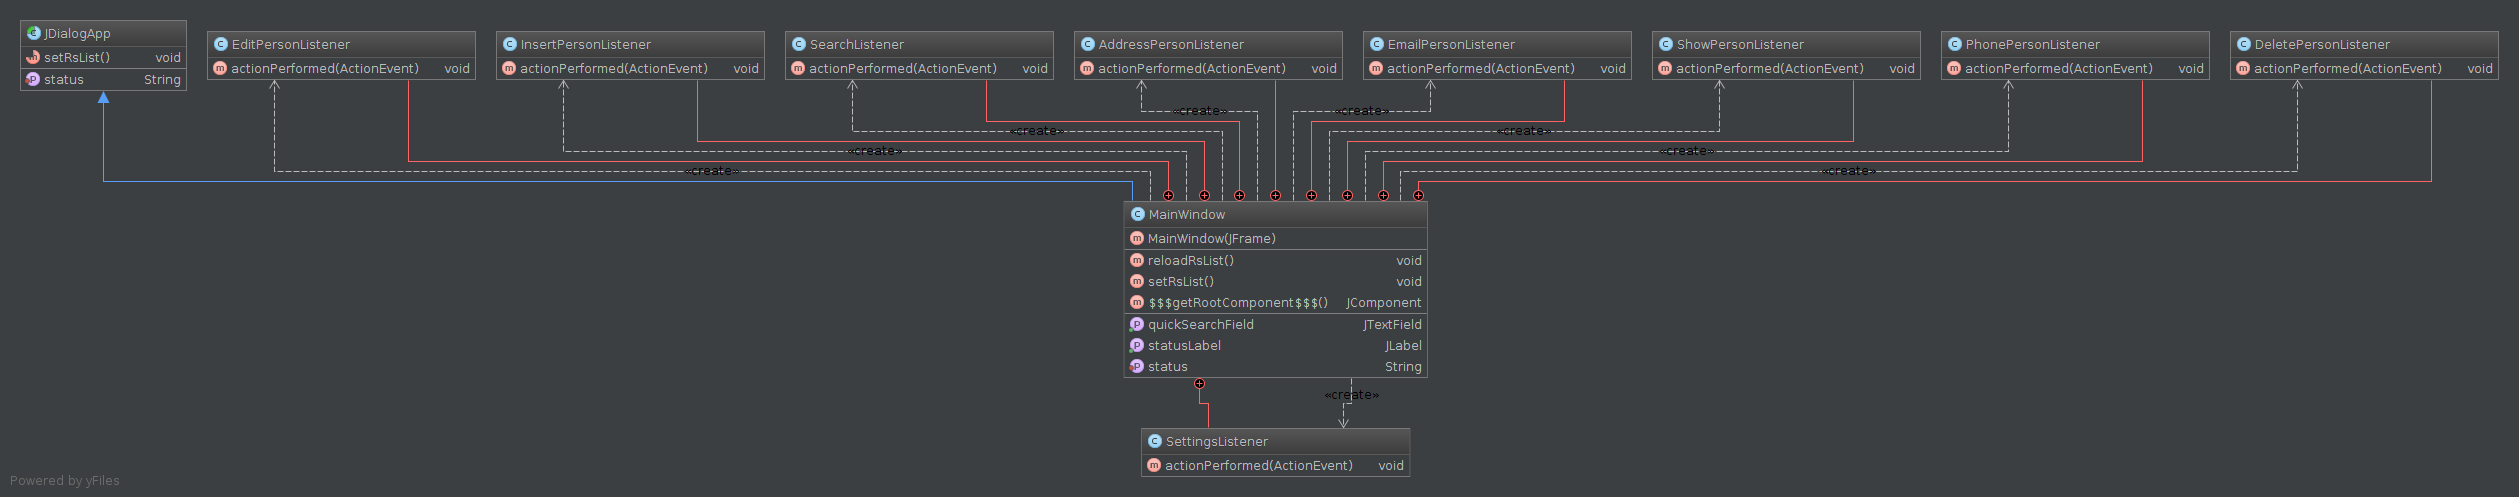 JDialogApp
setRsList() void
status String
EditPersonListener
actionPerformed(ActionEvent) void
InsertPersonListener
actionPerformed(ActionEvent) void
SearchListener
actionPerformed(ActionEvent) void
AddressPersonListener
actionPerformed(ActionEvent) void
EmailPersonListener
actionPerformed(ActionEvent) void
ShowPersonListener
actionPerformed(ActionEvent) void
PhonePersonListener
actionPerformed(ActionEvent) void
DeletePersonListener
actionPerformed(ActionEvent) void
«create»
«create»
«create»
«create»
«create»
«create»
«create»
«create»
MainWindow
MainWindow(JFrame)
reloadRsList() void
setRsList() void
$$$getRootComponent$$$() JComponent
quickSearchField JTextField
statusLabel JLabel
status String
«create»
SettingsListener
actionPerformed(ActionEvent) void
Powered by yFiles